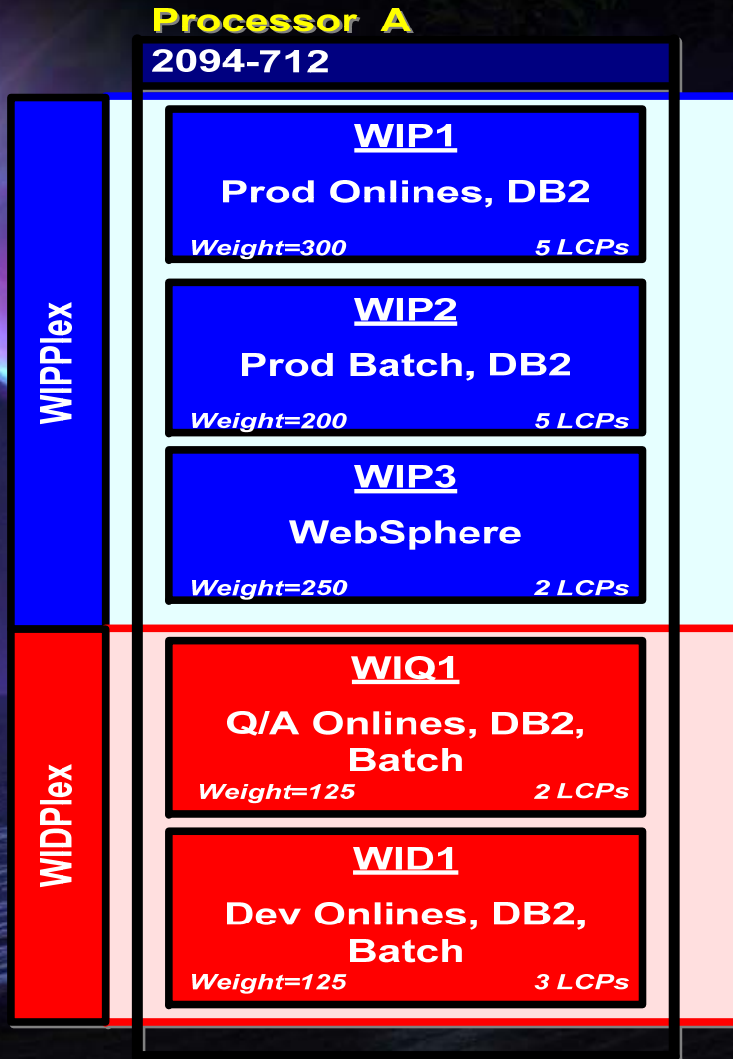 Processor A
2094-712
WIPPlex
WIP1
Prod Onlines, DB2
Weight=300 5 LCPs
WIP2
Prod Batch, DB2
Weight=200 5 LCPs
WIP3
WebSphere
Weight=250 2 LCPs
WIDPlex
WIQ1
Q/A Onlines, DB2,
Batch
Weight=125 2 LCPs
WID1
Dev Onlines, DB2,
Batch
Weight=125 3 LCPs